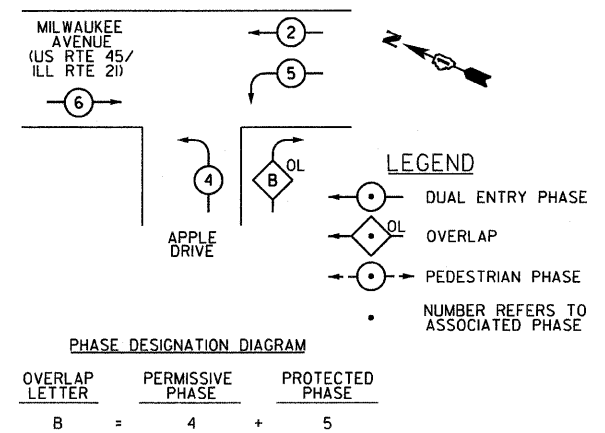 MILWAUKEE
AVENUE
(US RTE 45/
ILL RTE 21)
2
5
6
N
4
B
OL
APPLE
DRIVE
LEGEND
DUAL ENTRY PHASE
OL
OVERLAP
PEDESTRIAN PHASE
NUMBER REFERS TO
ASSOCIATED PHASE
PHASE DESIGNATION DIAGRAM
OVERLAP LETTER
PERMISSIVE PHASE
PROTECTED PHASE
B = 4 + 5